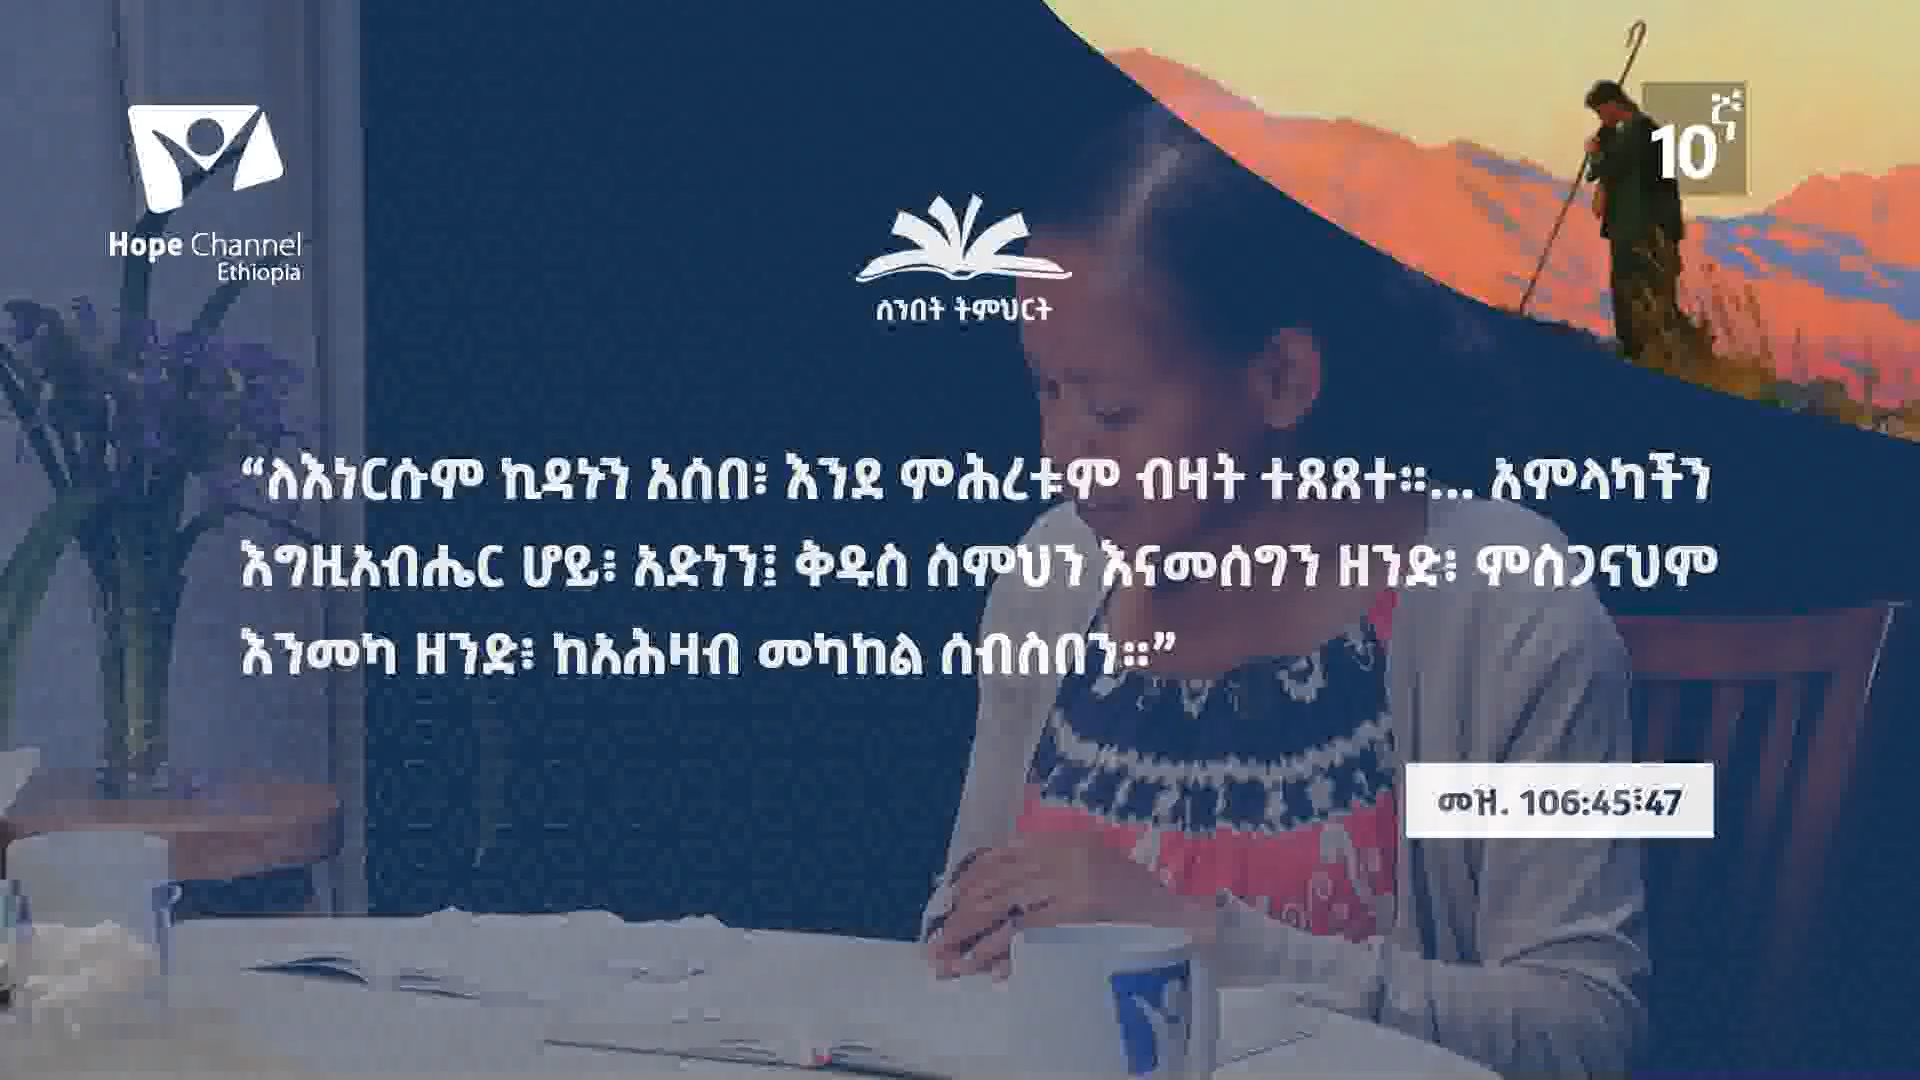 Hope Channel
Ethiopia
10ኛ
ሰንበት ትምህርት
“ለእነርሱም ኪዳኑን አሰበ፤ እንደ ምሕረቱም ብዛት ተጸጸተ።... አምላካችን
እግዚአብሔር ሆይ፤ አድነን፤ ቅዱስ ስምህን እናመሰግን ዘንድ፤ ምስጋናህም
እንመካ ዘንድ፤ ከአሕዛብ መካከል ሰብስበን።”
መዝ. 106:45፤47